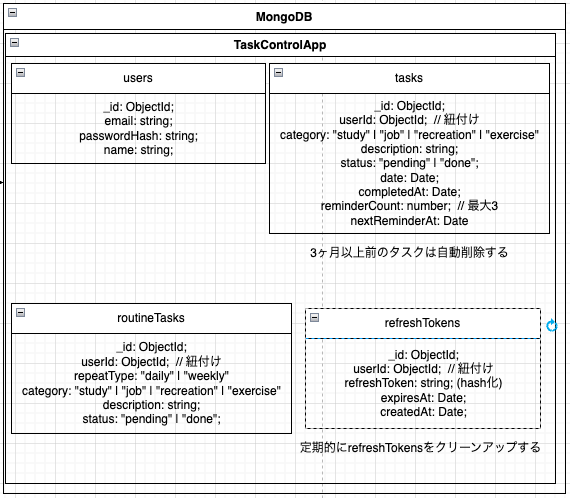 MongoDB
TaskControlApp
users
_id: ObjectId;
email: string;
passwordHash: string;
name: string;
tasks
_id: ObjectId;
userId: ObjectId;  // 紐付け
category: "study" | "job" | "recreation" | "exercise"
description: string;
status: "pending" | "done";
date: Date;
completedAt: Date;
reminderCount: number;  // 最大3
nextReminderAt: Date
3ヶ月以上前のタスクは自動削除する
routineTasks
_id: ObjectId;
userId: ObjectId;  // 紐付け
repeatType: "daily" | "weekly"
category: "study" | "job" | "recreation" | "exercise"
description: string;
status: "pending" | "done";
refreshTokens
_id: ObjectId;
userId: ObjectId;  // 紐付け
refreshToken: string; (hash化)
expiresAt: Date;
createdAt: Date;
定期的にrefreshTokensをクリーンアップする